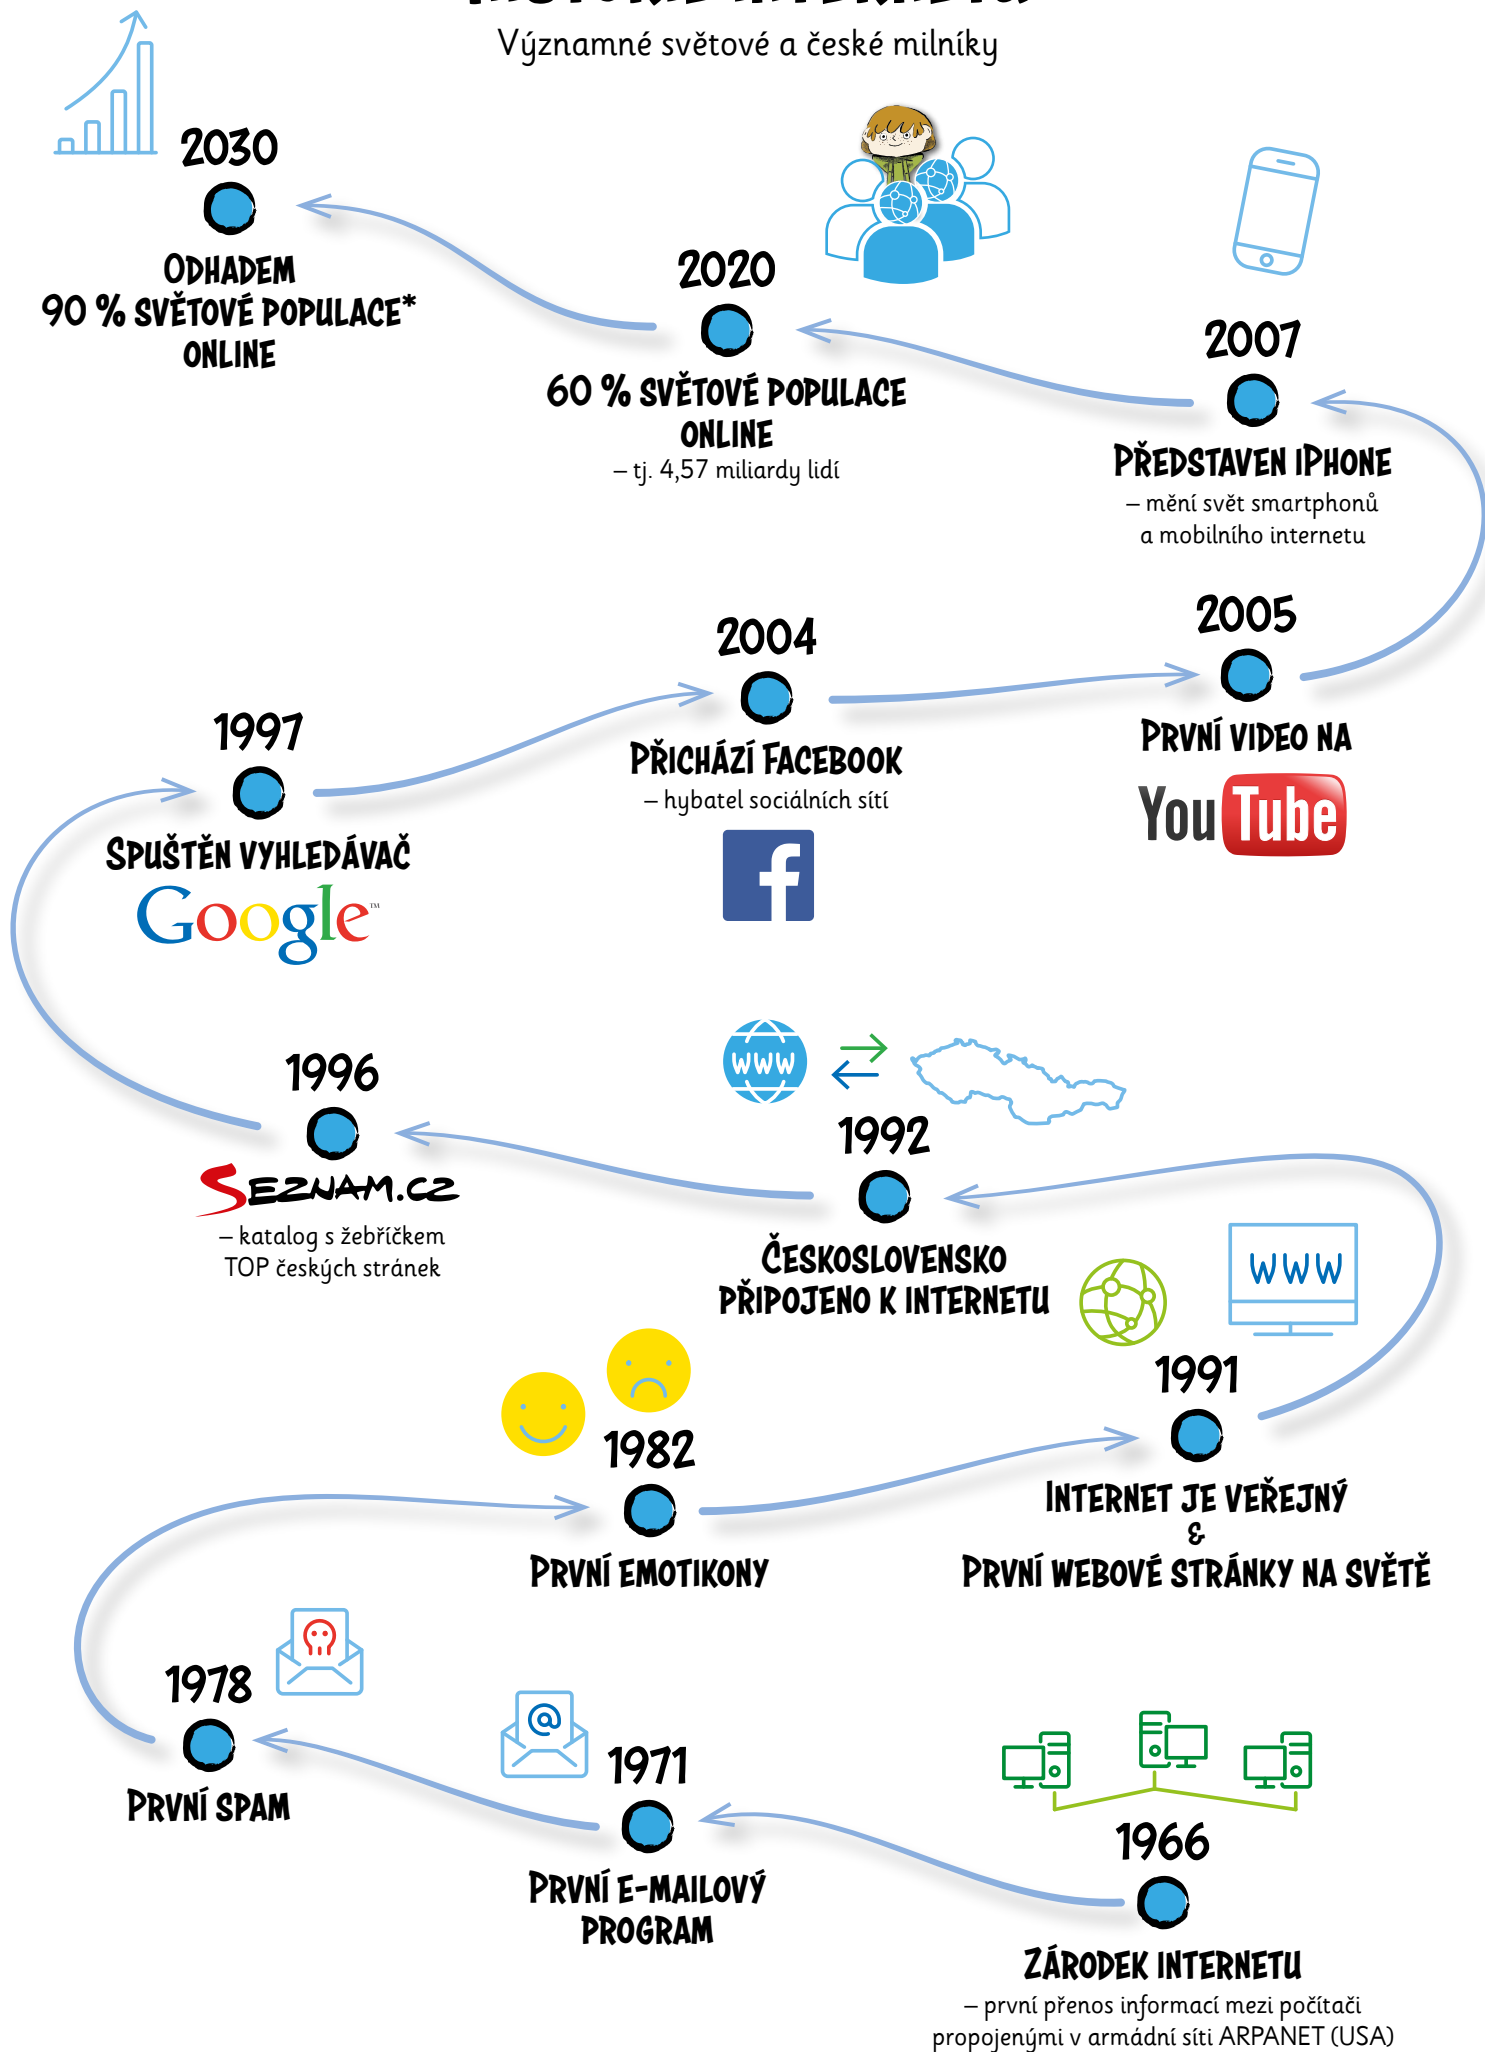 Významné světové a české milníky
2030
ODHADEM
90 % SVĚTOVÉ POPULACE*
ONLINE
2020
60 % SVĚTOVÉ POPULACE
ONLINE
– tj. 4,57 miliardy lidí
2007
PŘEDSTAVEN IPHONE
– mění svět smartphonů
a mobilního internetu
2005
PRVNÍ VIDEO NA
YouTube
2004
PŘICHÁZÍ FACEBOOK
– hybatel sociálních sítí
f
1997
SPUŠTĚN VYHLEDÁVAČ
Google™
1996
SEZNAM.CZ
– katalog s žebříčkem
TOP českých stránek
WWW
1992
ČESKOSLOVENSKO
PŘIPOJENO K INTERNETU
WWW
1991
INTERNET JE VEŘEJNÝ
&
PRVNÍ WEBOVÉ STRÁNKY NA SVĚTĚ
1982
PRVNÍ EMOTIKONY
1978
PRVNÍ SPAM
@
1971
PRVNÍ E-MAILOVÝ
PROGRAM
1966
ZÁRODEK INTERNETU
– první přenos informací mezi počítači
propojenými v armádní síti ARPANET (USA)